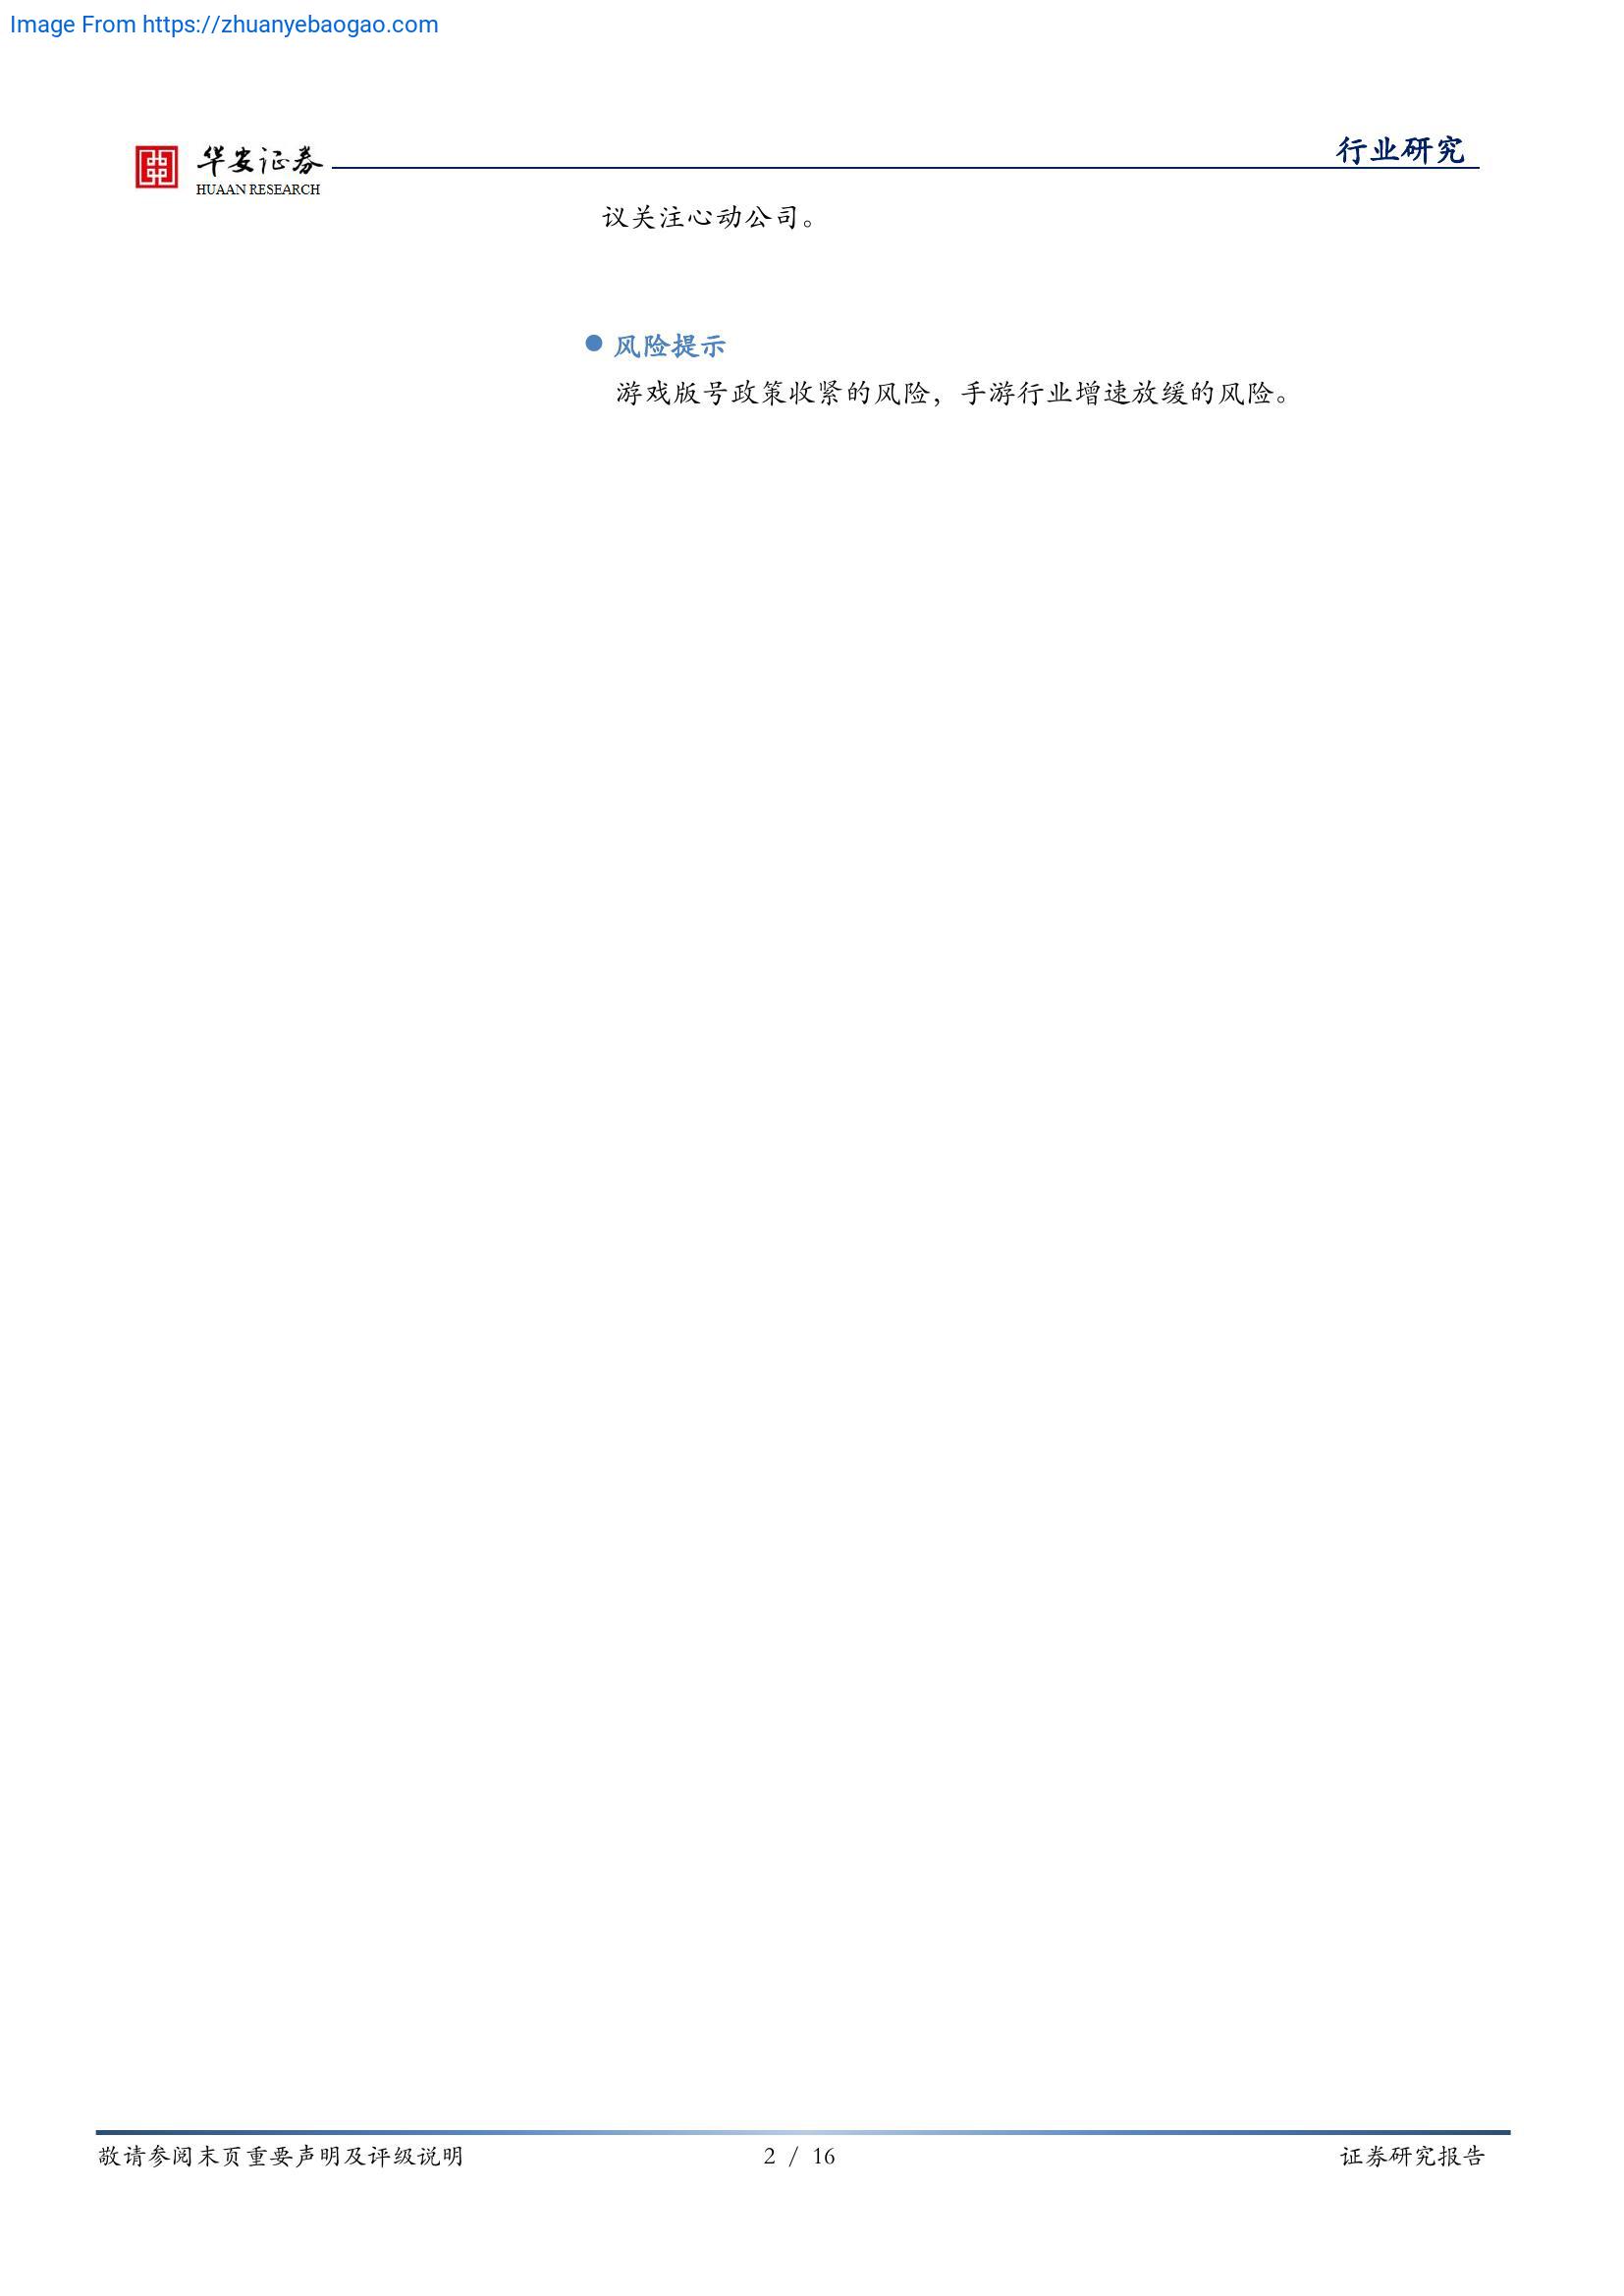 Image From https://zhuanyebaogao.com
华安证券
HUAAN RESEARCH
行业研究
议关注心动公司。
风险提示
游戏版号政策收紧的风险，手游行业增速放缓的风险。
敬请参阅末页重要声明及评级说明
2 / 16
证券研究报告